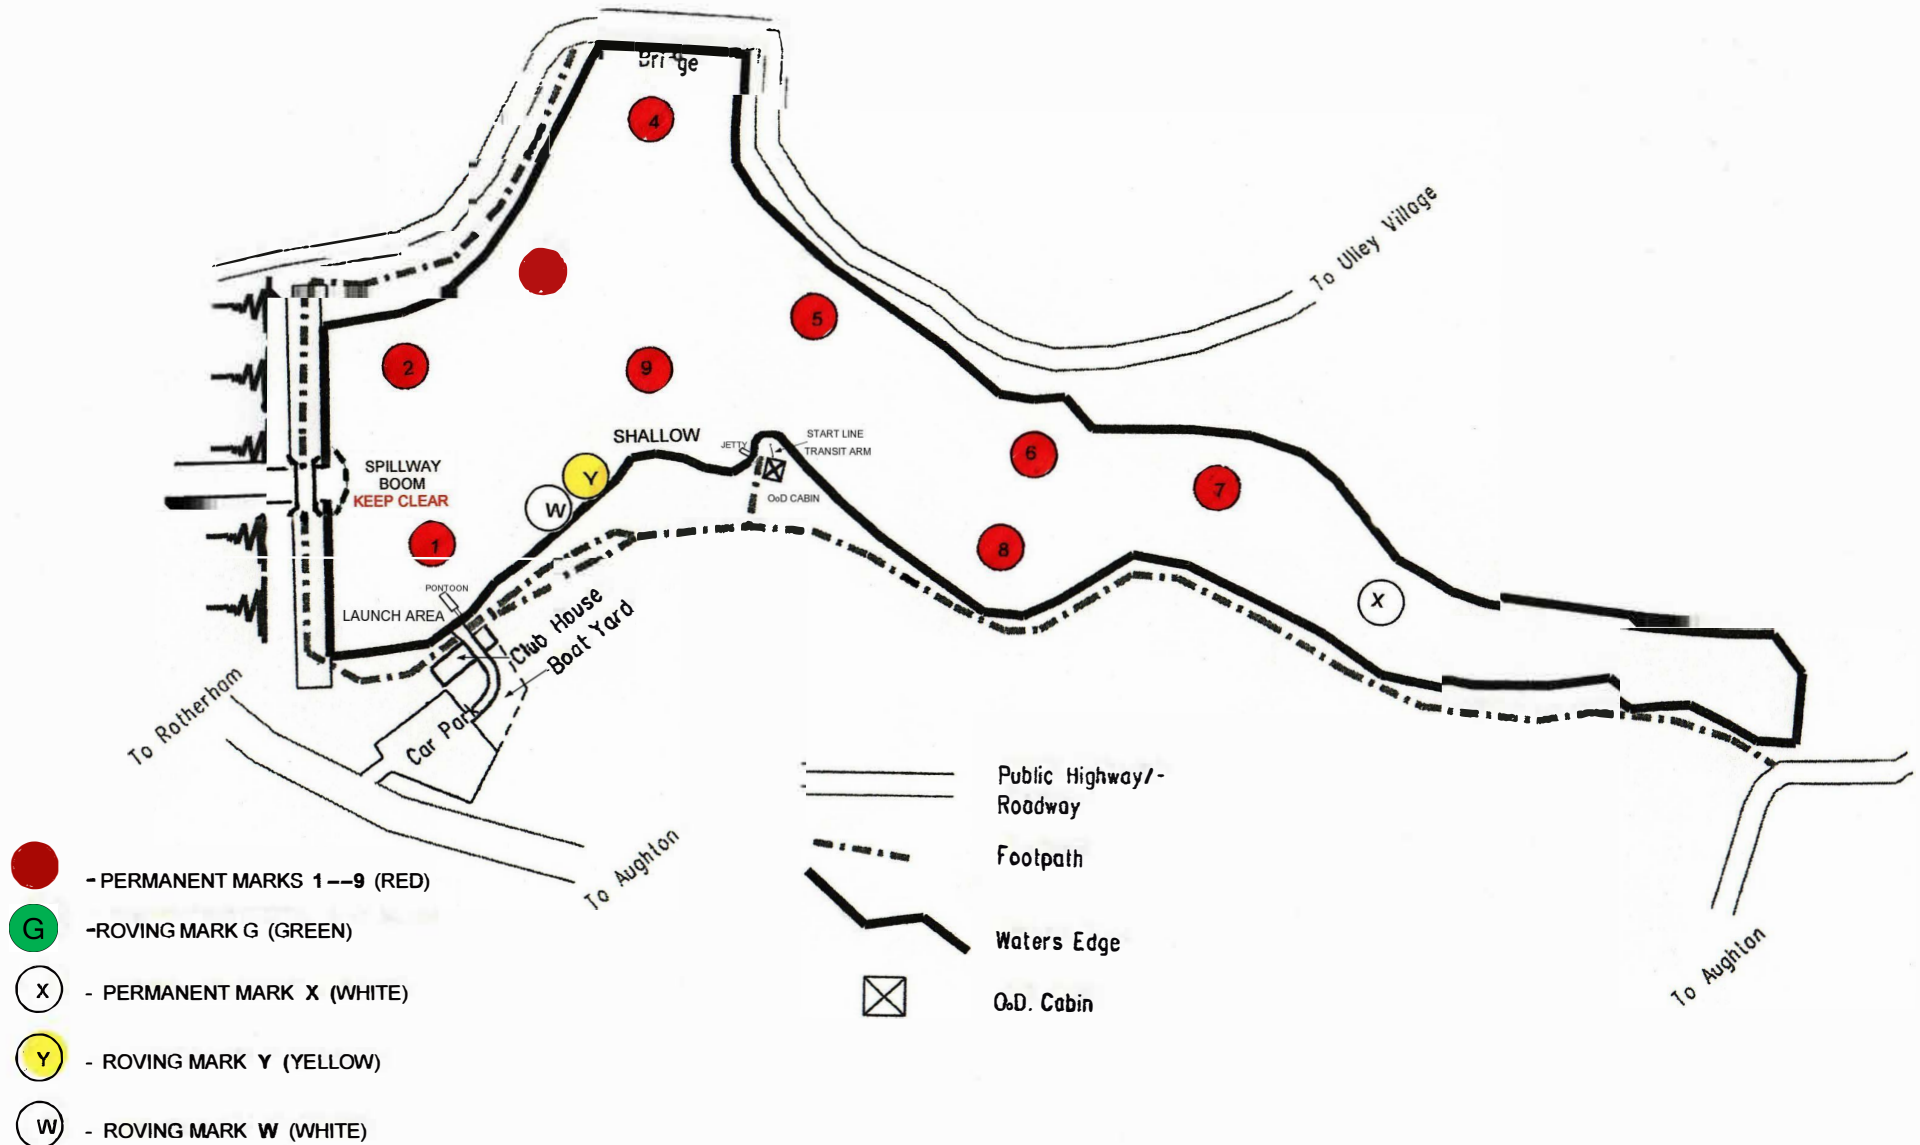 Bridge
4
To Ulley Village
5
2
9
SHALLOW
JETTY
START LINE
TRANSIT ARM
6
SPILLWAY
BOOM
KEEP CLEAR
Y
W
OoD CABIN
7
1
8
PONTOON
LAUNCH AREA
X
Club House
Boat Yard
To Rotherham
Car Park
To Aughton
Public Highway/-
Roadway
Footpath
Waters Edge
OoD. Cabin
To Aughton
- PERMANENT MARKS 1--9 (RED)
G -ROVING MARK G (GREEN)
X - PERMANENT MARK X (WHITE)
Y - ROVING MARK Y (YELLOW)
W - ROVING MARK W (WHITE)